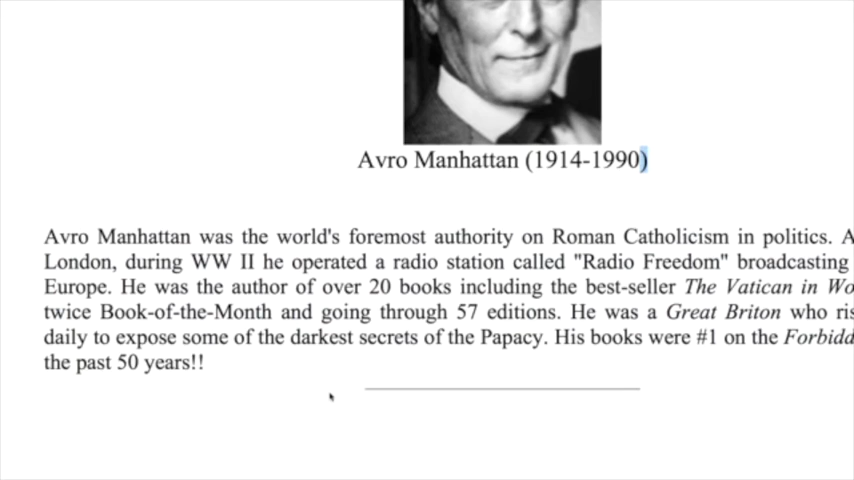 Avro Manhattan (1914-1990)
Avro Manhattan was the world's foremost authority on Roman Catholicism in politics. A
London, during WW II he operated a radio station called "Radio Freedom" broadcasting
Europe. He was the author of over 20 books including the best-seller The Vatican in Wo
twice Book-of-the-Month and going through 57 editions. He was a Great Briton who ris
daily to expose some of the darkest secrets of the Papacy. His books were #1 on the Forbidd
the past 50 years!!